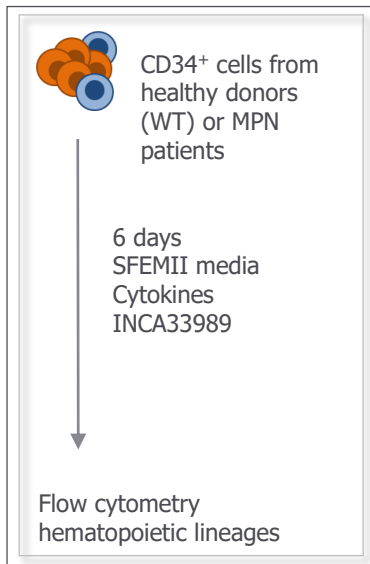 CD34⁺ cells from
healthy donors
(WT) or MPN
patients
6 days
SFEMII media
Cytokines
INCA33989
Flow cytometry
hematopoietic lineages